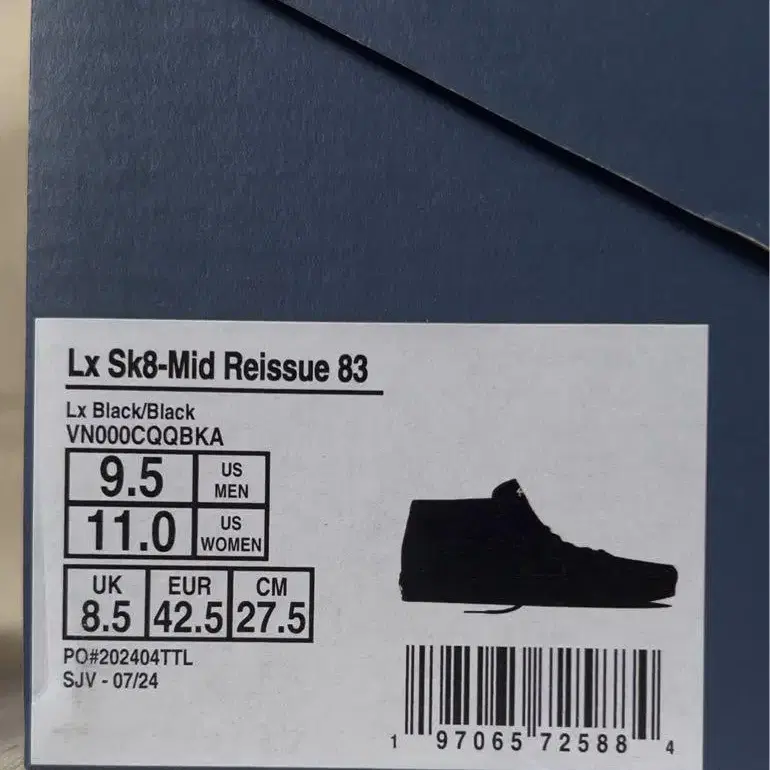 Lx Sk8-Mid Reissue 83
Lx Black/Black
VN000CQQBKA
9.5 US MEN
11.0 US WOMEN
UK EUR CM
8.5 42.5 27.5
PO#202404TTL
SJV - 07/24
1 97065 72588 4